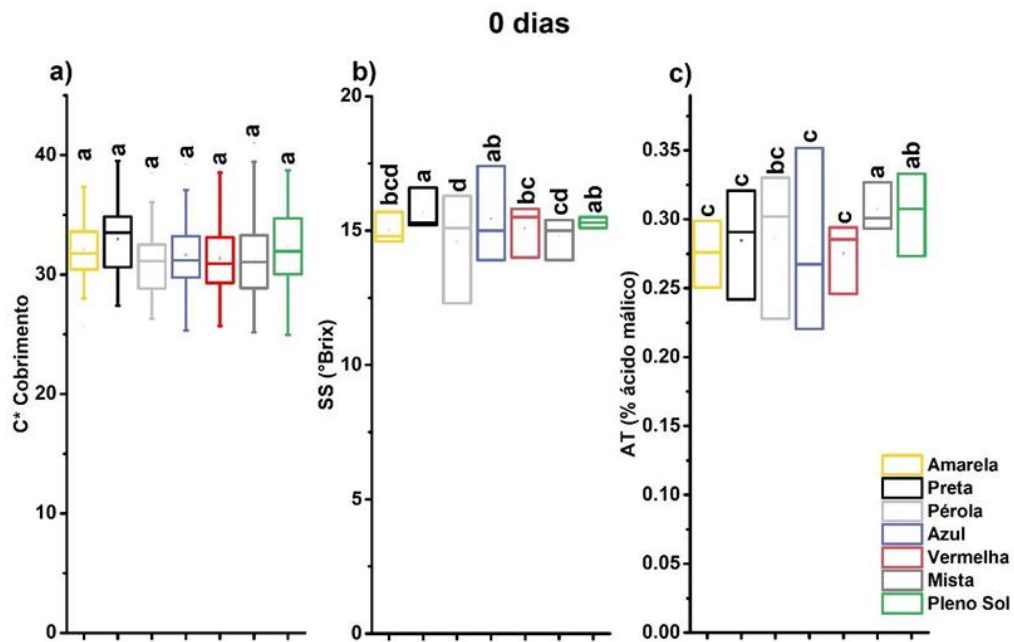 0 dias
a)
b)
c)
C* Cobrimento
40
30
20
10
0
a
a
a
a
a
a
a
SS (°Brix)
20
15
10
5
0
bcd
a
d
ab
bc
cd
ab
AT (% ácido málico)
0.35
0.30
0.25
0.20
0.15
0.10
0.05
0.00
c
c
bc
c
c
a
ab
Amarela
Preta
Pérola
Azul
Vermelha
Mista
Pleno Sol